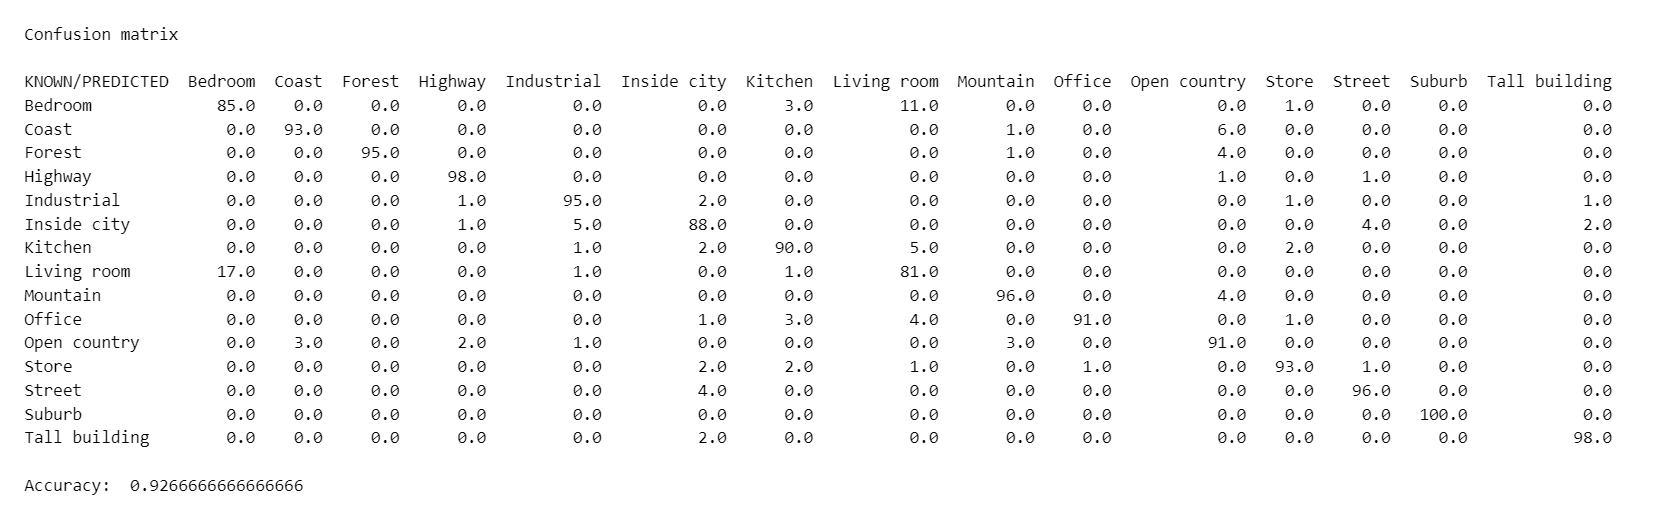 Confusion matrix
KNOWN/PREDICTED Bedroom Coast Forest Highway Industrial Inside city Kitchen Living room Mountain Office Open country Store Street Suburb Tall building
Bedroom 85.0 0.0 0.0 0.0 0.0 0.0 3.0 11.0 0.0 0.0 0.0 1.0 0.0 0.0 0.0
Coast 0.0 93.0 0.0 0.0 0.0 0.0 0.0 0.0 1.0 0.0 6.0 0.0 0.0 0.0 0.0
Forest 0.0 0.0 95.0 0.0 0.0 0.0 0.0 0.0 1.0 0.0 4.0 0.0 0.0 0.0 0.0
Highway 0.0 0.0 0.0 98.0 0.0 0.0 0.0 0.0 0.0 0.0 1.0 0.0 1.0 0.0 0.0
Industrial 0.0 0.0 0.0 1.0 95.0 2.0 0.0 0.0 0.0 0.0 0.0 1.0 0.0 0.0 1.0
Inside city 0.0 0.0 0.0 1.0 5.0 88.0 0.0 0.0 0.0 0.0 0.0 0.0 4.0 0.0 2.0
Kitchen 0.0 0.0 0.0 0.0 1.0 2.0 90.0 5.0 0.0 0.0 0.0 2.0 0.0 0.0 0.0
Living room 17.0 0.0 0.0 0.0 1.0 0.0 1.0 81.0 0.0 0.0 0.0 0.0 0.0 0.0 0.0
Mountain 0.0 0.0 0.0 0.0 0.0 0.0 0.0 0.0 96.0 0.0 4.0 0.0 0.0 0.0 0.0
Office 0.0 0.0 0.0 0.0 0.0 1.0 3.0 4.0 0.0 91.0 0.0 1.0 0.0 0.0 0.0
Open country 0.0 3.0 0.0 2.0 1.0 0.0 0.0 0.0 3.0 0.0 91.0 0.0 0.0 0.0 0.0
Store 0.0 0.0 0.0 0.0 0.0 2.0 2.0 1.0 0.0 1.0 0.0 93.0 1.0 0.0 0.0
Street 0.0 0.0 0.0 0.0 0.0 4.0 0.0 0.0 0.0 0.0 0.0 0.0 96.0 0.0 0.0
Suburb 0.0 0.0 0.0 0.0 0.0 0.0 0.0 0.0 0.0 0.0 0.0 0.0 0.0 100.0 0.0
Tall building 0.0 0.0 0.0 0.0 0.0 2.0 0.0 0.0 0.0 0.0 0.0 0.0 0.0 0.0 98.0
Accuracy: 0.9266666666666666